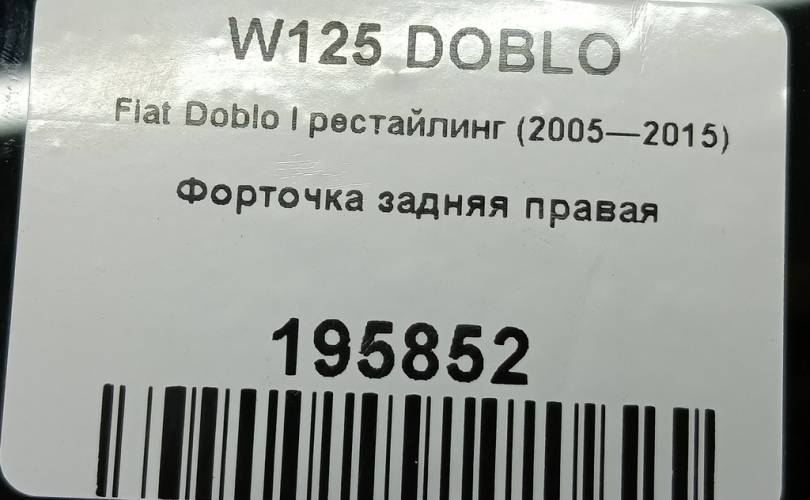 W125 DOBLO
Fiat Doblo I рестайлинг (2005—2015)
Форточка задняя правая
195852